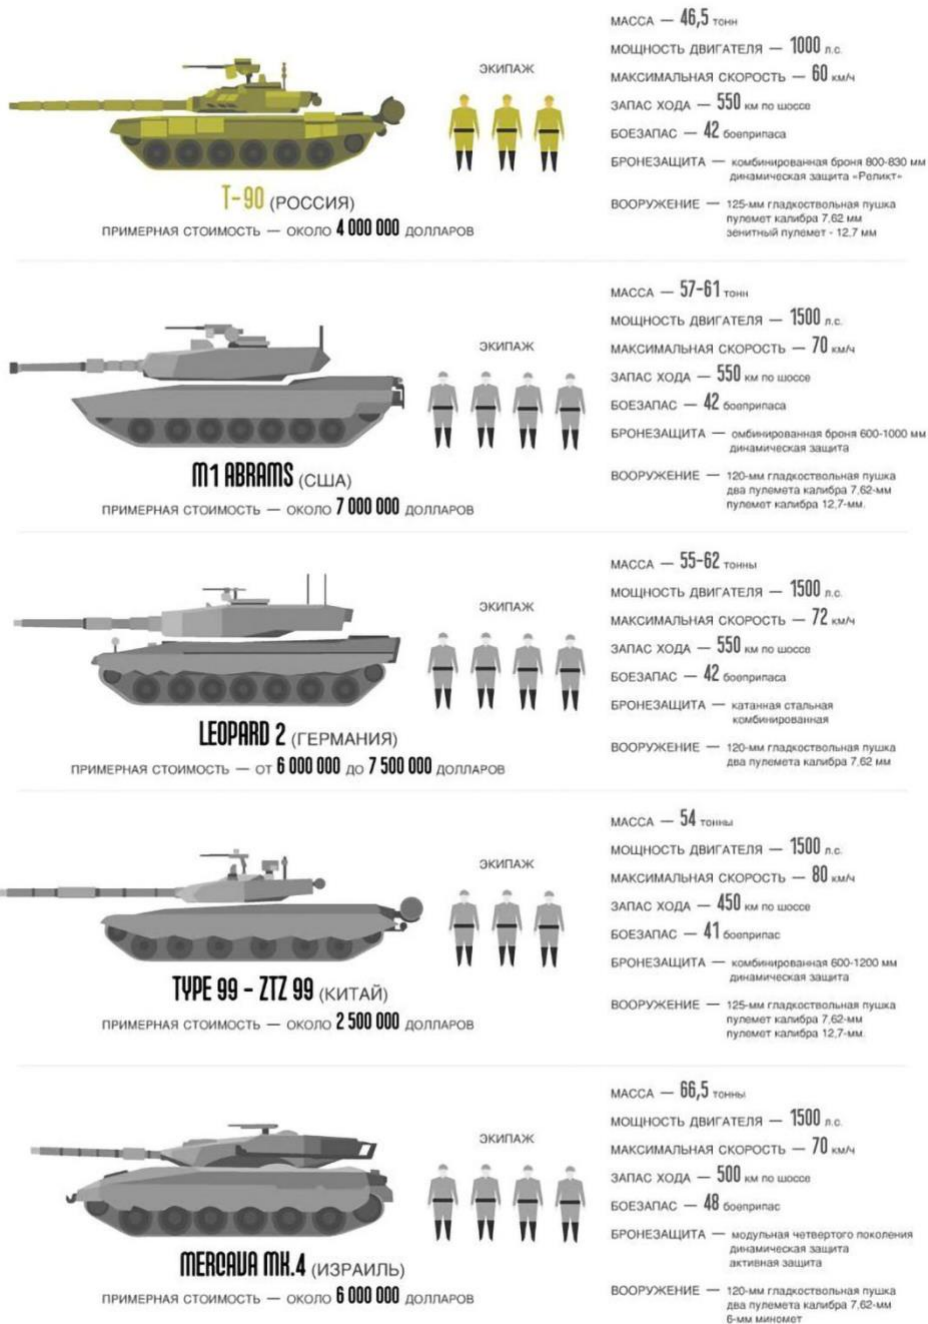 МАССА — 46,5 тонн
МОЩНОСТЬ ДВИГАТЕЛЯ — 1000 л.с.
МАКСИМАЛЬНАЯ СКОРОСТЬ — 60 км/ч
ЗАПАС ХОДА — 550 км по шоссе
БОЕЗАПАС — 42 боеприпаса
БРОНЕЗАЩИТА — комбинированная броня 800-830 мм
динамическая защита «Реликт»
ВООРУЖЕНИЕ — 125-мм гладкоствольная пушка
пулемет калибра 7,62 мм
зенитный пулемет - 12,7 мм
ЭКИПАЖ
Т-90 (РОССИЯ)
ПРИМЕРНАЯ СТОИМОСТЬ — ОКОЛО 4 000 000 ДОЛЛАРОВ
МАССА — 57-61 тонн
МОЩНОСТЬ ДВИГАТЕЛЯ — 1500 л.с.
МАКСИМАЛЬНАЯ СКОРОСТЬ — 70 км/ч
ЗАПАС ХОДА — 550 км по шоссе
БОЕЗАПАС — 42 боеприпаса
БРОНЕЗАЩИТА — омбинированная броня 600-1000 мм
динамическая защита
ВООРУЖЕНИЕ — 120-мм гладкоствольная пушка
два пулемета калибра 7,62-мм
пулемет калибра 12,7-мм.
ЭКИПАЖ
M1 ABRAMS (США)
ПРИМЕРНАЯ СТОИМОСТЬ — ОКОЛО 7 000 000 ДОЛЛАРОВ
МАССА — 55-62 тонны
МОЩНОСТЬ ДВИГАТЕЛЯ — 1500 л.с.
МАКСИМАЛЬНАЯ СКОРОСТЬ — 72 км/ч
ЗАПАС ХОДА — 550 км по шоссе
БОЕЗАПАС — 42 боеприпаса
БРОНЕЗАЩИТА — катанная стальная
комбинированная
ВООРУЖЕНИЕ — 120-мм гладкоствольная пушка
два пулемета калибра 7,62 мм
ЭКИПАЖ
LEOPARD 2 (ГЕРМАНИЯ)
ПРИМЕРНАЯ СТОИМОСТЬ — ОТ 6 000 000 ДО 7 500 000 ДОЛЛАРОВ
МАССА — 54 тонны
МОЩНОСТЬ ДВИГАТЕЛЯ — 1500 л.с.
МАКСИМАЛЬНАЯ СКОРОСТЬ — 80 км/ч
ЗАПАС ХОДА — 450 км по шоссе
БОЕЗАПАС — 41 боеприпас
БРОНЕЗАЩИТА — комбинированная 600-1200 мм
динамическая защита
ВООРУЖЕНИЕ — 125-мм гладкоствольная пушка
пулемет калибра 7,62-мм
пулемет калибра 12,7-мм.
ЭКИПАЖ
TYPE 99 - ZTZ 99 (КИТАЙ)
ПРИМЕРНАЯ СТОИМОСТЬ — ОКОЛО 2 500 000 ДОЛЛАРОВ
МАССА — 66,5 тонны
МОЩНОСТЬ ДВИГАТЕЛЯ — 1500 л.с.
МАКСИМАЛЬНАЯ СКОРОСТЬ — 70 км/ч
ЗАПАС ХОДА — 500 км по шоссе
БОЕЗАПАС — 48 боеприпас
БРОНЕЗАЩИТА — модульная четвертого поколения
динамическая защита
активная защита
ВООРУЖЕНИЕ — 120-мм гладкоствольная пушка
два пулемета калибра 7,62-мм
6-мм миномет
ЭКИПАЖ
MERCAVA MK.4 (ИЗРАИЛЬ)
ПРИМЕРНАЯ СТОИМОСТЬ — ОКОЛО 6 000 000 ДОЛЛАРОВ